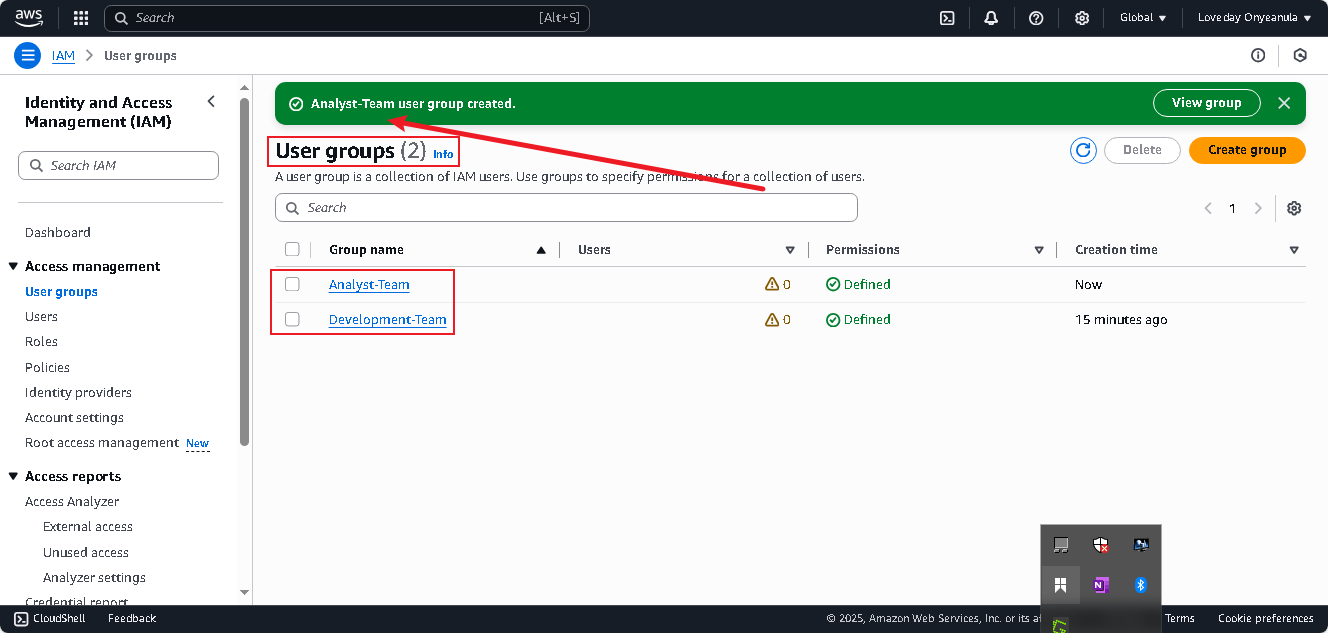 aws
Search [Alt+S]
Global ▼
Loveday Onyeanula ▼
IAM > User groups
Identity and Access
Management (IAM)
Search IAM
Dashboard
Access management
User groups
Users
Roles
Policies
Identity providers
Account settings
Root access management New
Access reports
Access Analyzer
External access
Unused access
Analyzer settings
Credential report
Analyst-Team user group created.
View group
User groups (2) Info
Delete
Create group
A user group is a collection of IAM users. Use groups to specify permissions for a collection of users.
Search
1
Group name Users Permissions Creation time
Analyst-Team 0 Defined Now
Development-Team 0 Defined 15 minutes ago
N
CloudShell Feedback © 2025, Amazon Web Services, Inc. or its Terms Cookie preferences